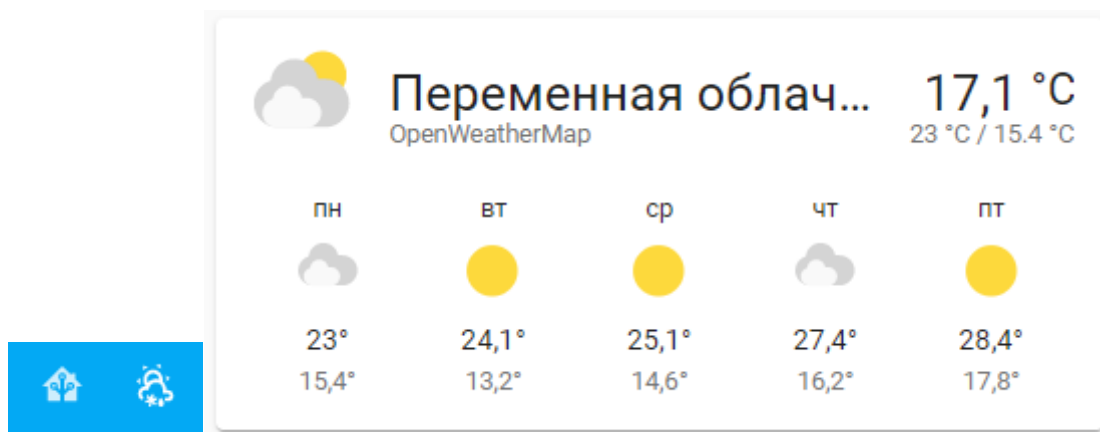 Переменная облач... 17,1 °C
OpenWeatherMap 23 °C / 15.4 °C
пн вт ср чт пт
23° 24,1° 25,1° 27,4° 28,4°
15,4° 13,2° 14,6° 16,2° 17,8°